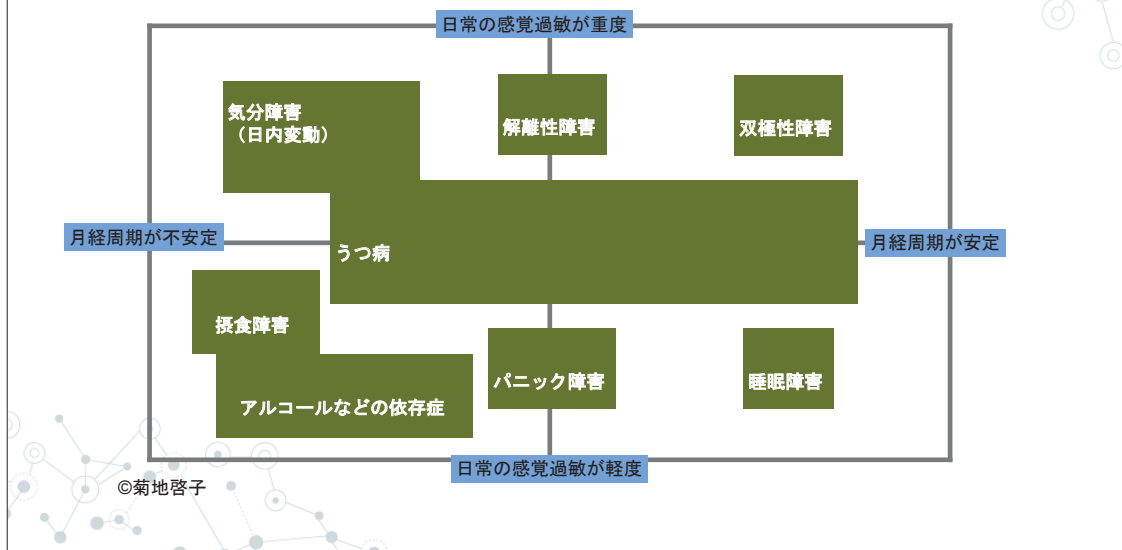 日常の感覚過敏が重度
気分障害
（日内変動）
解離性障害
双極性障害
月経周期が不安定
うつ病
月経周期が安定
摂食障害
パニック障害
睡眠障害
アルコールなどの依存症
日常の感覚過敏が軽度
©菊地啓子